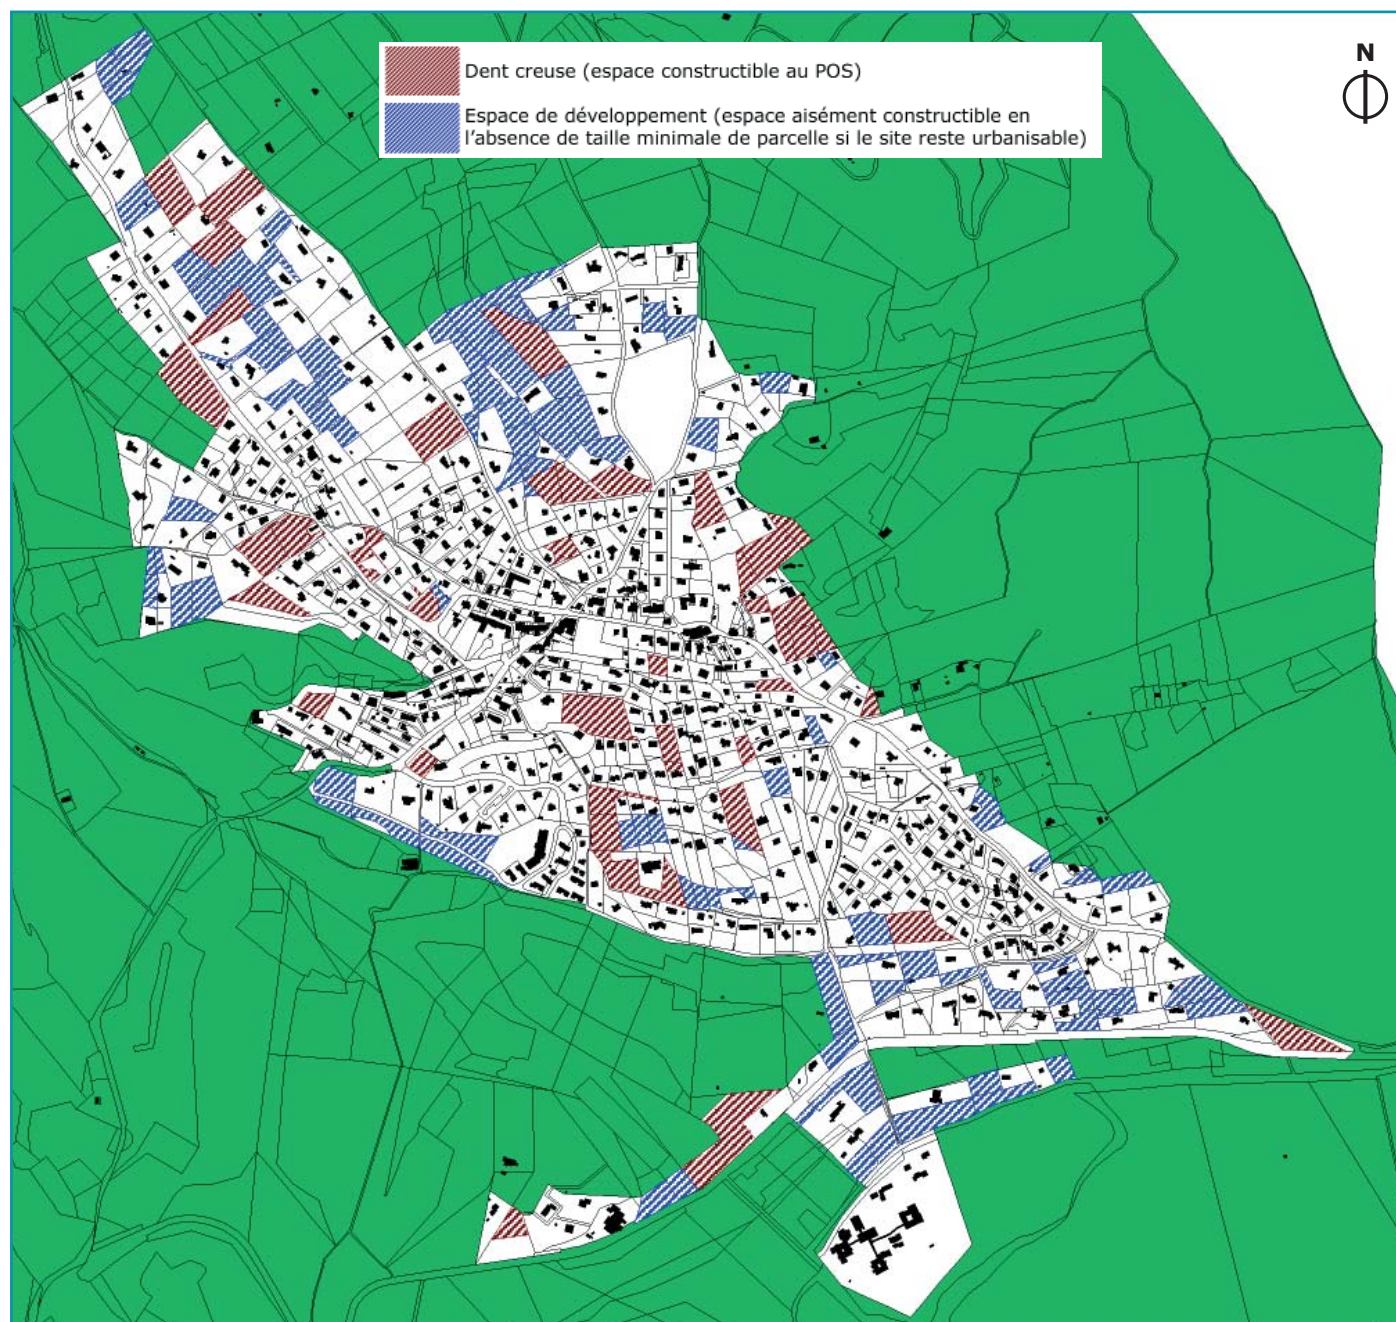 Dent creuse (espace constructible au POS)
Espace de développement (espace aisément constructible en
l'absence de taille minimale de parcelle si le site reste urbanisable)
N